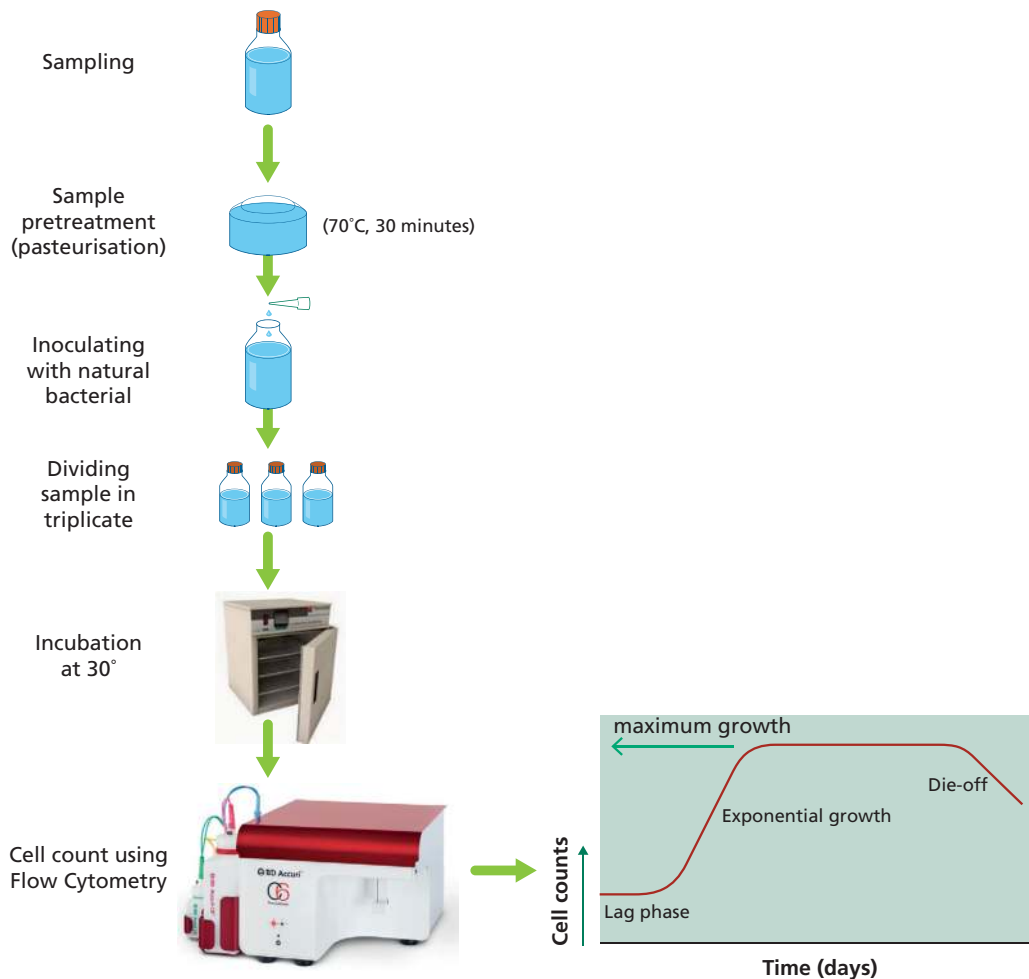 Sampling
Sample
pretreatment
(pasteurisation)
(70˚C, 30 minutes)
Inoculating
with natural
bacterial
Dividing
sample in
triplicate
Incubation
at 30˚
Cell count using
Flow Cytometry
BD Accuri
C6
maximum growth
Die-off
Exponential growth
Lag phase
Cell counts
Time (days)